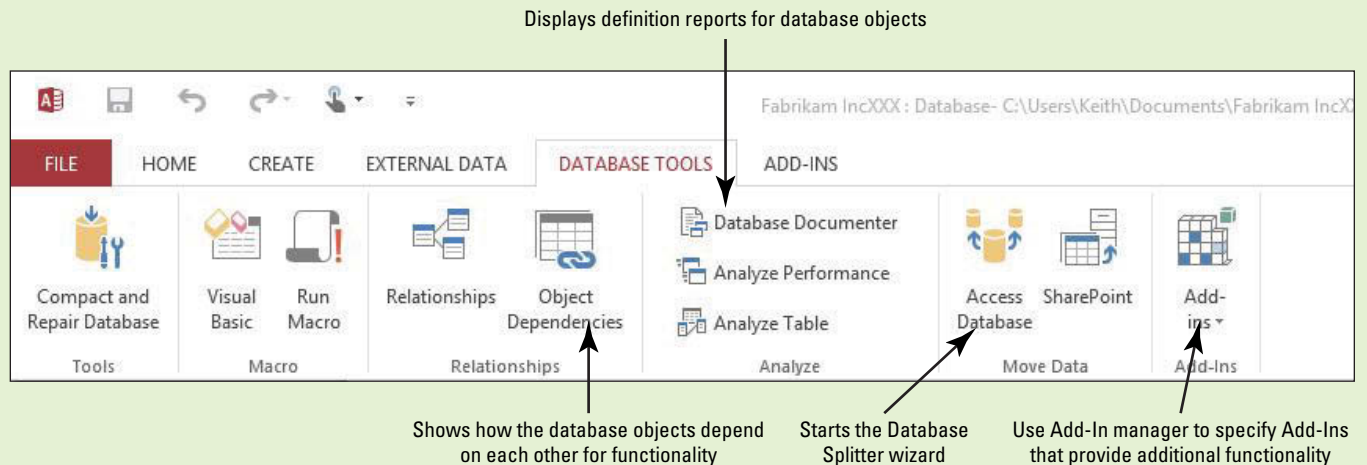 Displays definition reports for database objects
Fabrikam IncXXX : Database- C:\Users\Keith\Documents\Fabrikam IncX
FILE HOME CREATE EXTERNAL DATA DATABASE TOOLS ADD-INS
Database Documenter
Analyze Performance
Analyze Table
Compact and
Repair Database
Visual
Basic
Run
Macro
Relationships
Object
Dependencies
Access
Database
SharePoint
Add-
ins
Tools Macro Relationships Analyze Move Data Add-Ins
Shows how the database objects depend
on each other for functionality
Starts the Database
Splitter wizard
Use Add-In manager to specify Add-Ins
that provide additional functionality